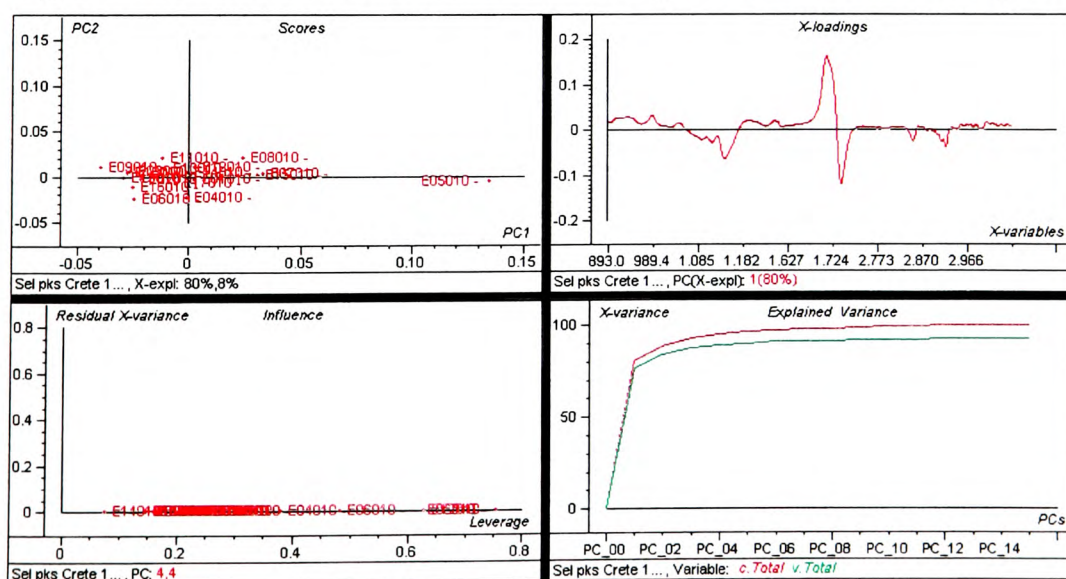 PC2 Scores
0.15
0.10
0.05
0
-0.05
E11010 - E08010 -
E09010
E05010 -
E16010
E06010 - E04010 -
PC1
-0.05 0 0.05 0.10 0.15
Sel pks Crete 1..., X-expl: 80%,8%
X-loadings
0.2
0.1
0
-0.1
-0.2
X-variables
893.0 989.4 1.085 1.182 1.627 1.724 2.773 2.870 2.966
Sel pks Crete 1..., PC(X-expl): 1(80%)
Residual X-variance Influence
0.8
0.6
0.4
0.2
0
E04010 E06010
Leverage
0 0.2 0.4 0.6 0.8
Sel pks Crete 1..., PC: 4.4
X-variance Explained Variance
100
50
0
PCs
PC_00 PC_02 PC_04 PC_06 PC_08 PC_10 PC_12 PC_14
Sel pks Crete 1..., Variable: c.Total v.Total